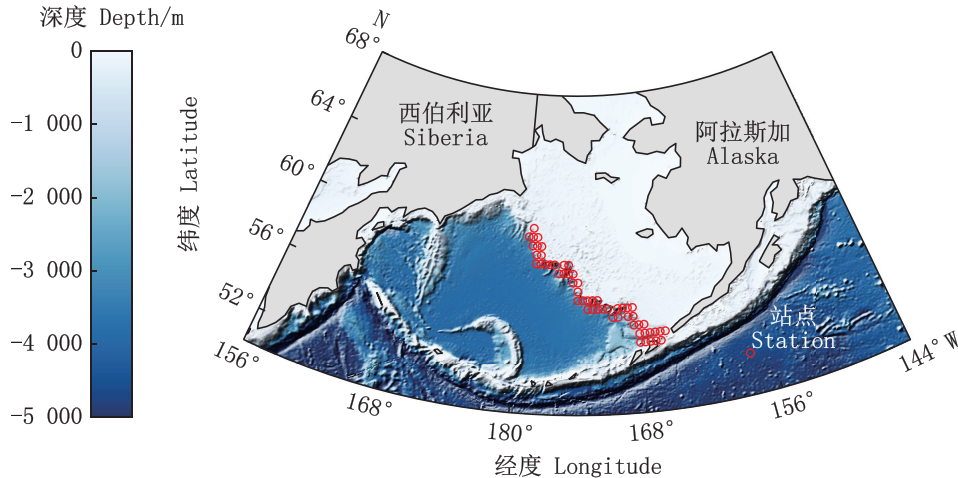 深度 Depth/m
0
-1 000
-2 000
-3 000
-4 000
-5 000
纬度 Latitude
N
68°
64°
60°
56°
52°
156°
168°
180°
168°
156°
144°W
西伯利亚
Siberia
阿拉斯加
Alaska
站点
Station
经度 Longitude